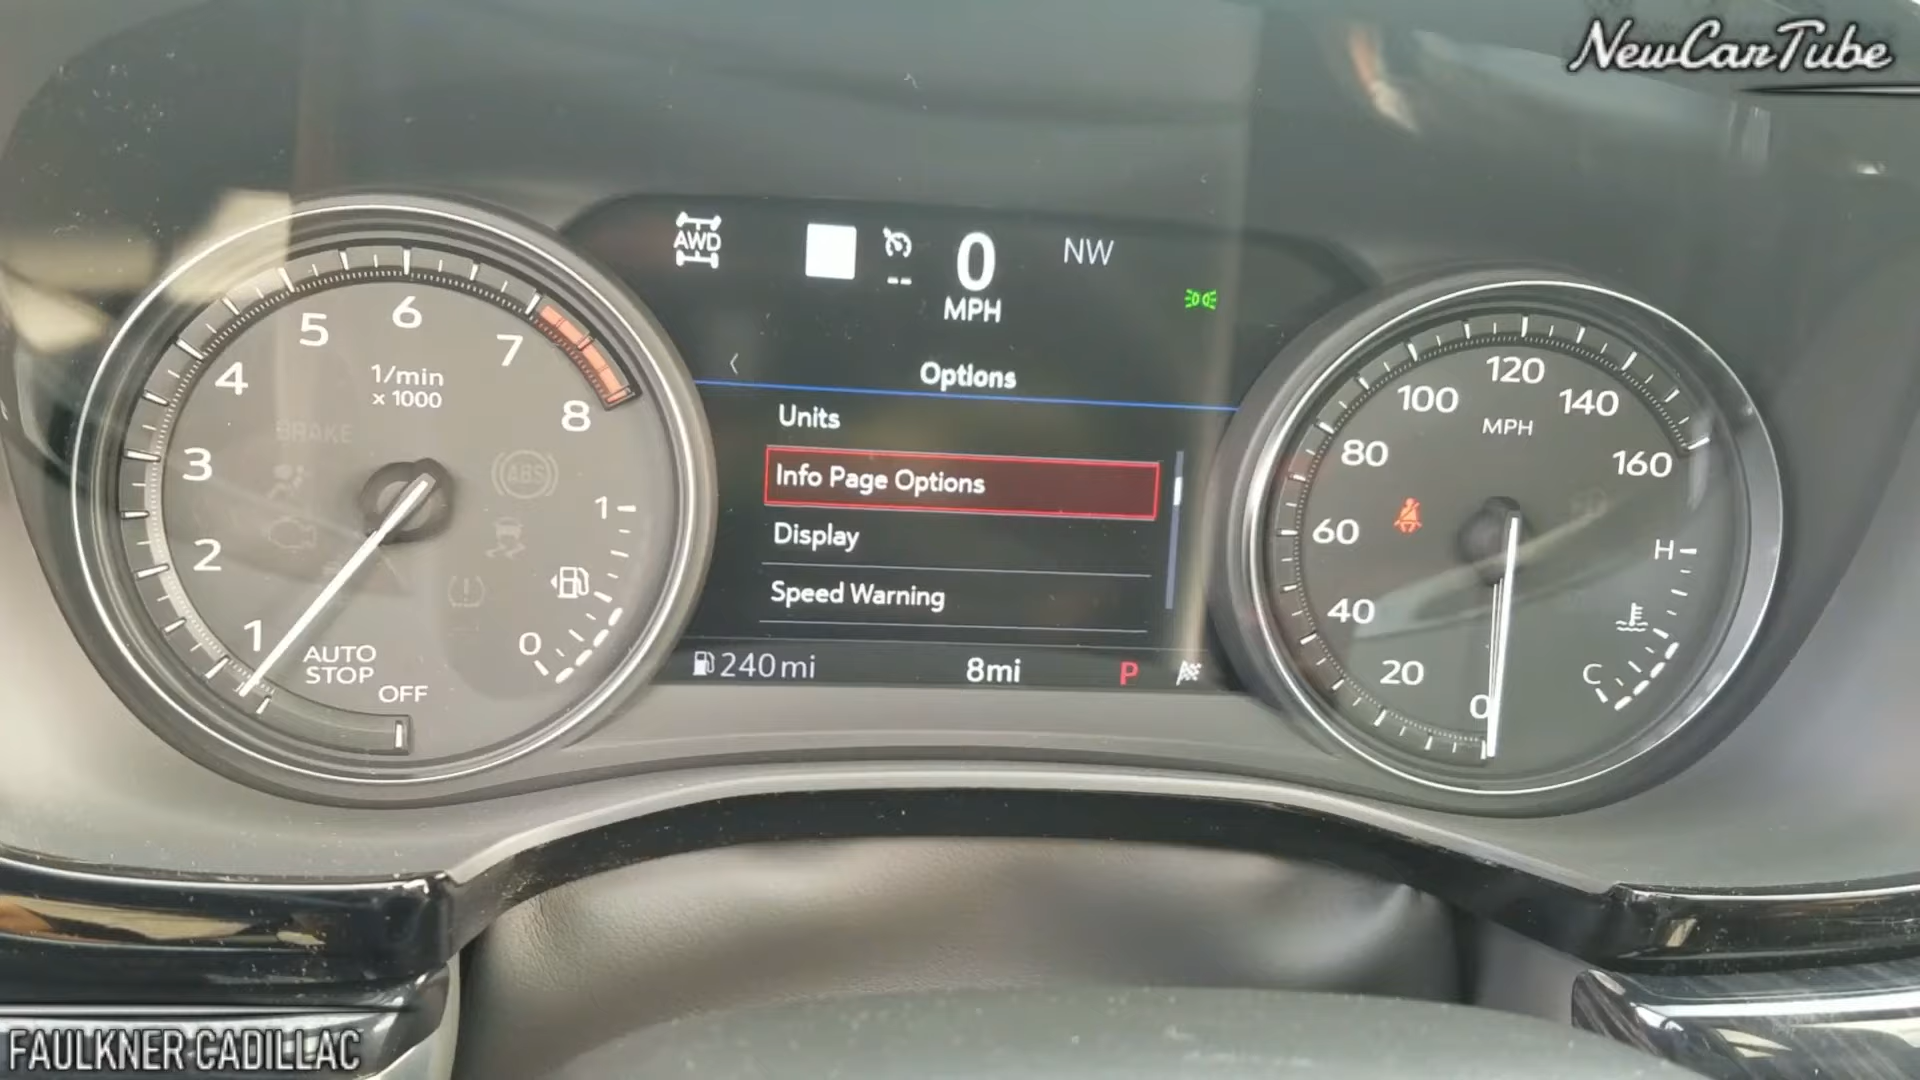 NewCarTube
AWD
0
MPH
NW
Options
Units
Info Page Options
Display
Speed Warning
240 mi
8mi
P
1/min
x 1000
1
2
3
4
5
6
7
8
BRAKE
ABS
AUTO
STOP
OFF
1
0
MPH
0
20
40
60
80
100
120
140
160
H
C
FAULKNER CADILLAC